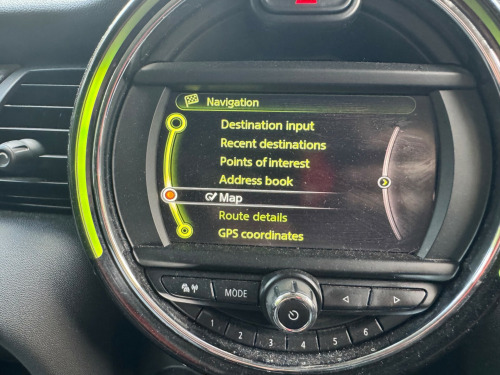 Navigation
Destination input
Recent destinations
Points of interest
Address book
Map
Route details
GPS coordinates
MODE
1 2 3 4 5 6